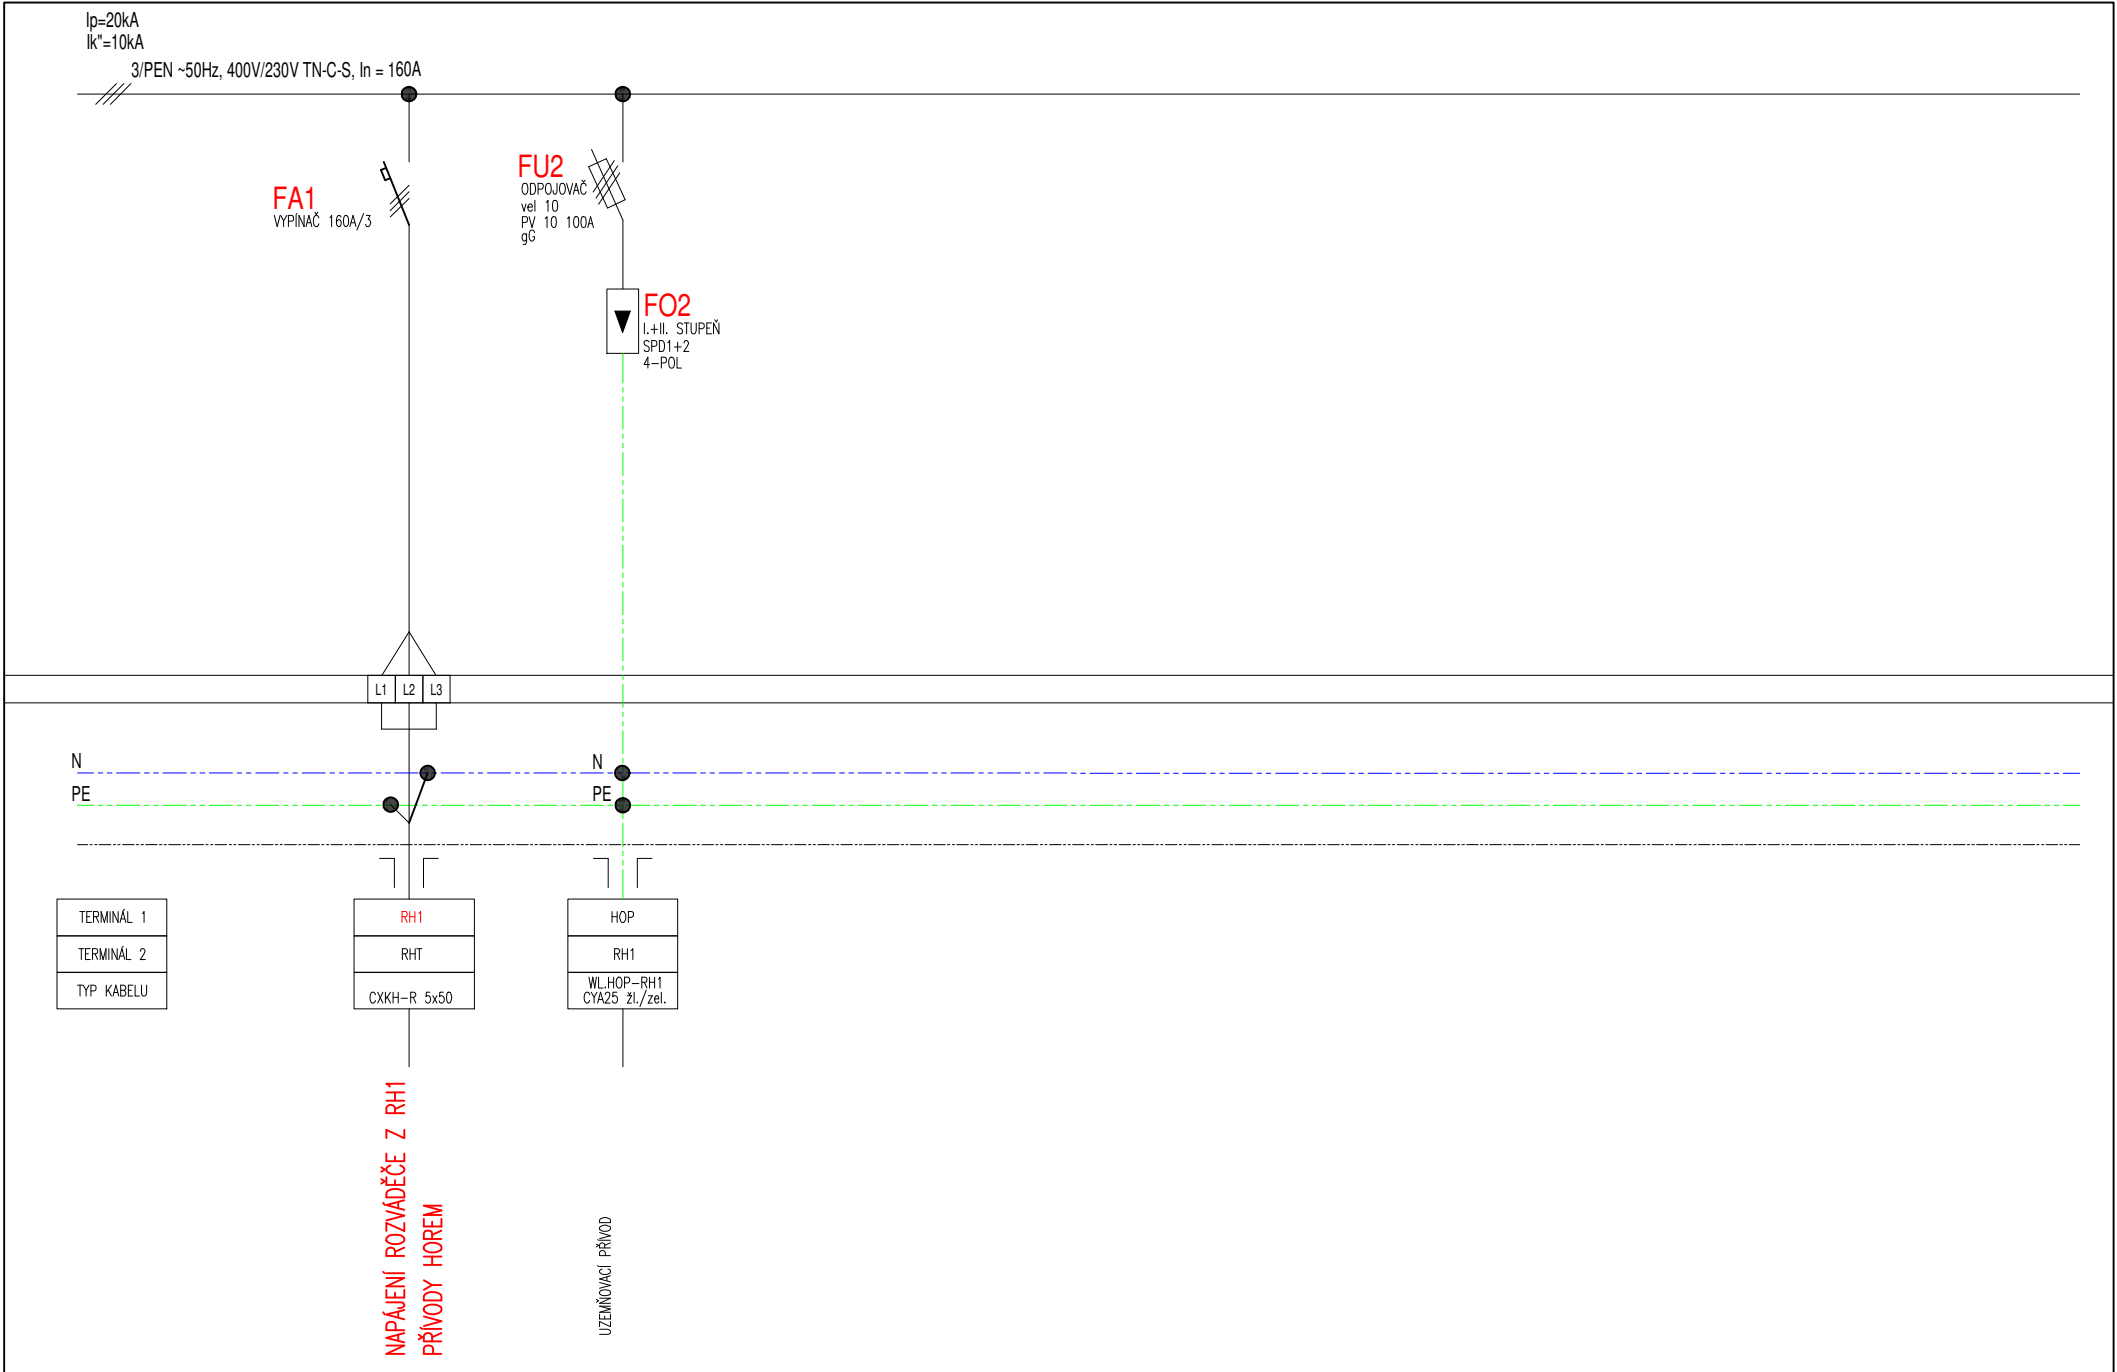 Ip=20kA
Ik"=10kA
3/PEN ~50Hz, 400V/230V TN-C-S, In = 160A
FA1
VYPÍNAČ 160A/3
FU2
ODPOJOVAČ
vel 10
PV 10 100A
gG
FO2
I.+II. STUPEŇ
SPD1+2
4-POL
L1 L2 L3
N N
PE PE
TERMINÁL 1
TERMINÁL 2
TYP KABELU
RH1
RHT
CXKH-R 5x50
HOP
RH1
WL.HOP-RH1
CYA25 žl./zel.
NAPÁJENÍ ROZVÁDĚČE Z RH1
PŘÍVODY HOREM
UZEMŇOVACÍ PŘÍVOD